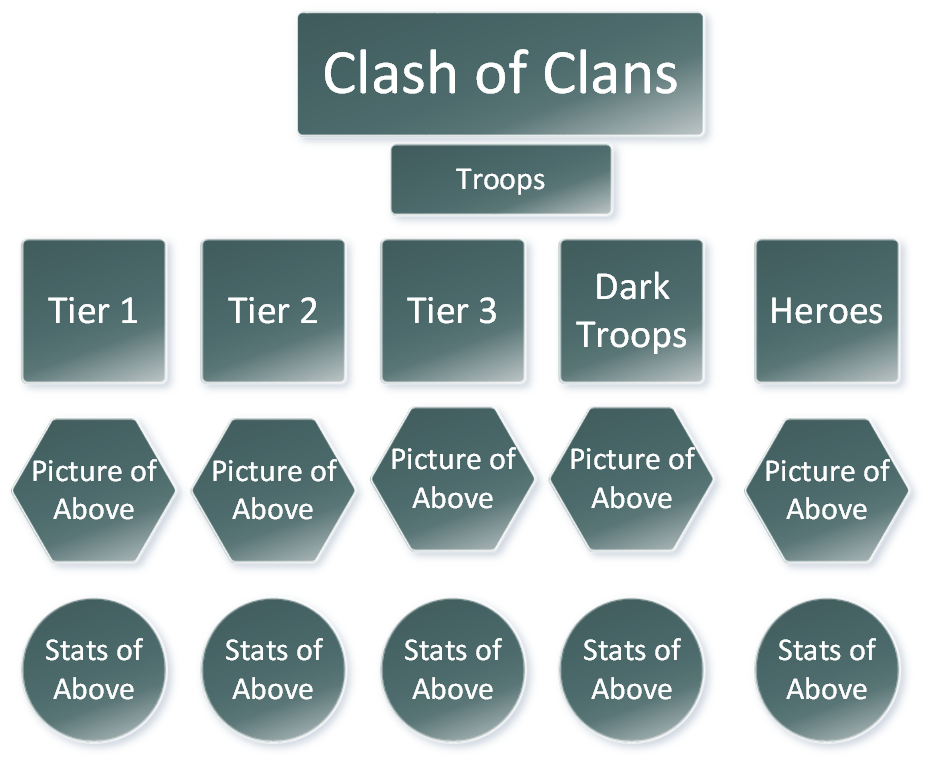 Clash of Clans
Troops
Tier 1
Tier 2
Tier 3
Dark
Troops
Heroes
Picture of
Above
Picture of
Above
Picture of
Above
Picture of
Above
Picture of
Above
Stats of
Above
Stats of
Above
Stats of
Above
Stats of
Above
Stats of
Above